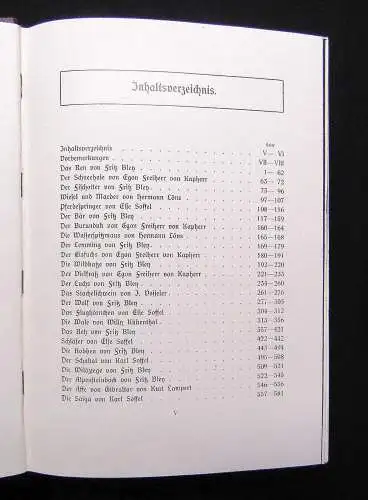 Inhaltsverzeichnis.
Seite
Inhaltsverzeichnis V—VI
Vorbemerkungen VII—VIII
Das Ren von Fritz Bley 1—62
Der Schneehase von Egon Freiherr von Kapherr 63—72
Der Fischotter von Fritz Bley 73—96
Wiesel und Marder von Hermann Löns 97—107
Pferdespringer von Else Soffel 108—116
Der Bär von Fritz Bley 117—159
Der Burunduk von Egon Freiherr von Kapherr 160—164
Die Wasserspitzmaus von Hermann Löns 165—168
Der Lemming von Fritz Bley 169—179
Der Eisfuchs von Egon Freiherr von Kapherr 180—191
Die Wildkatze von Fritz Bley 192—220
Der Vielfraß von Egon Freiherr von Kapherr 221—233
Der Luchs von Fritz Bley 234—260
Das Stachelschwein von J. Vosseler 261—276
Der Wolf von Fritz Bley 277—303
Das Flughörnchen von Else Soffel 304—312
Die Wale von Willy Kükenthal 313—356
Das Reh von Fritz Bley 357—421
Schläfer von Else Soffel 422—442
Die Robben von Fritz Bley 443—494
Der Schakal von Karl Soffel 495—508
Die Wildziege von Fritz Bley 509—521
Der Alpensteinbock von Fritz Bley 522—545
Der Affe von Gibraltar von Kurt Lampert 546—556
Die Saiga von Karl Soffel 557—581
V